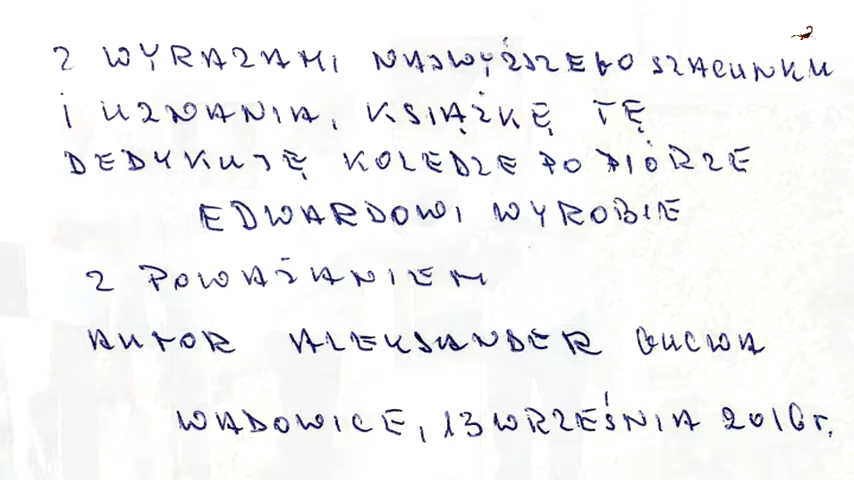 Z WYRAZAMI NAJWYŻSZEGO SZACUNKU
I UZNANIA, KSIĄŻKĘ TĘ
DEDYKUJĘ KOLEDZE PO PIÓRZE
EDWARDOWI WYROBIE
Z POWAŻANIEM
AUTOR ALEKSANDER GUCWA
WADOWICE, 13 WRZEŚNIA 2016 r.